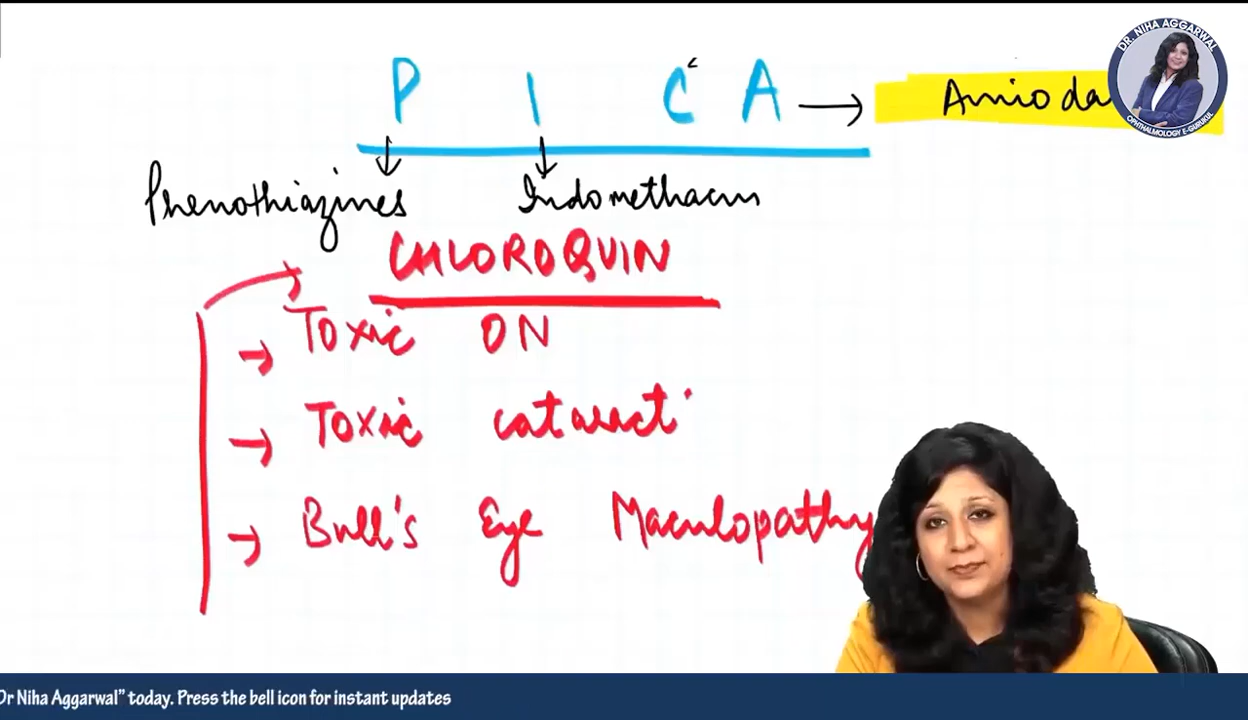 P I C A → Amioda
Phenothiazines Indomethacin
CHLOROQUIN
→ Toxic ON
→ Toxic cataract
→ Bull's Eye Maculopathy
DR. NIHA AGGARWAL
OPHTHALMOLOGY E-GURUKUL
Dr Niha Aggarwal” today. Press the bell icon for instant updates